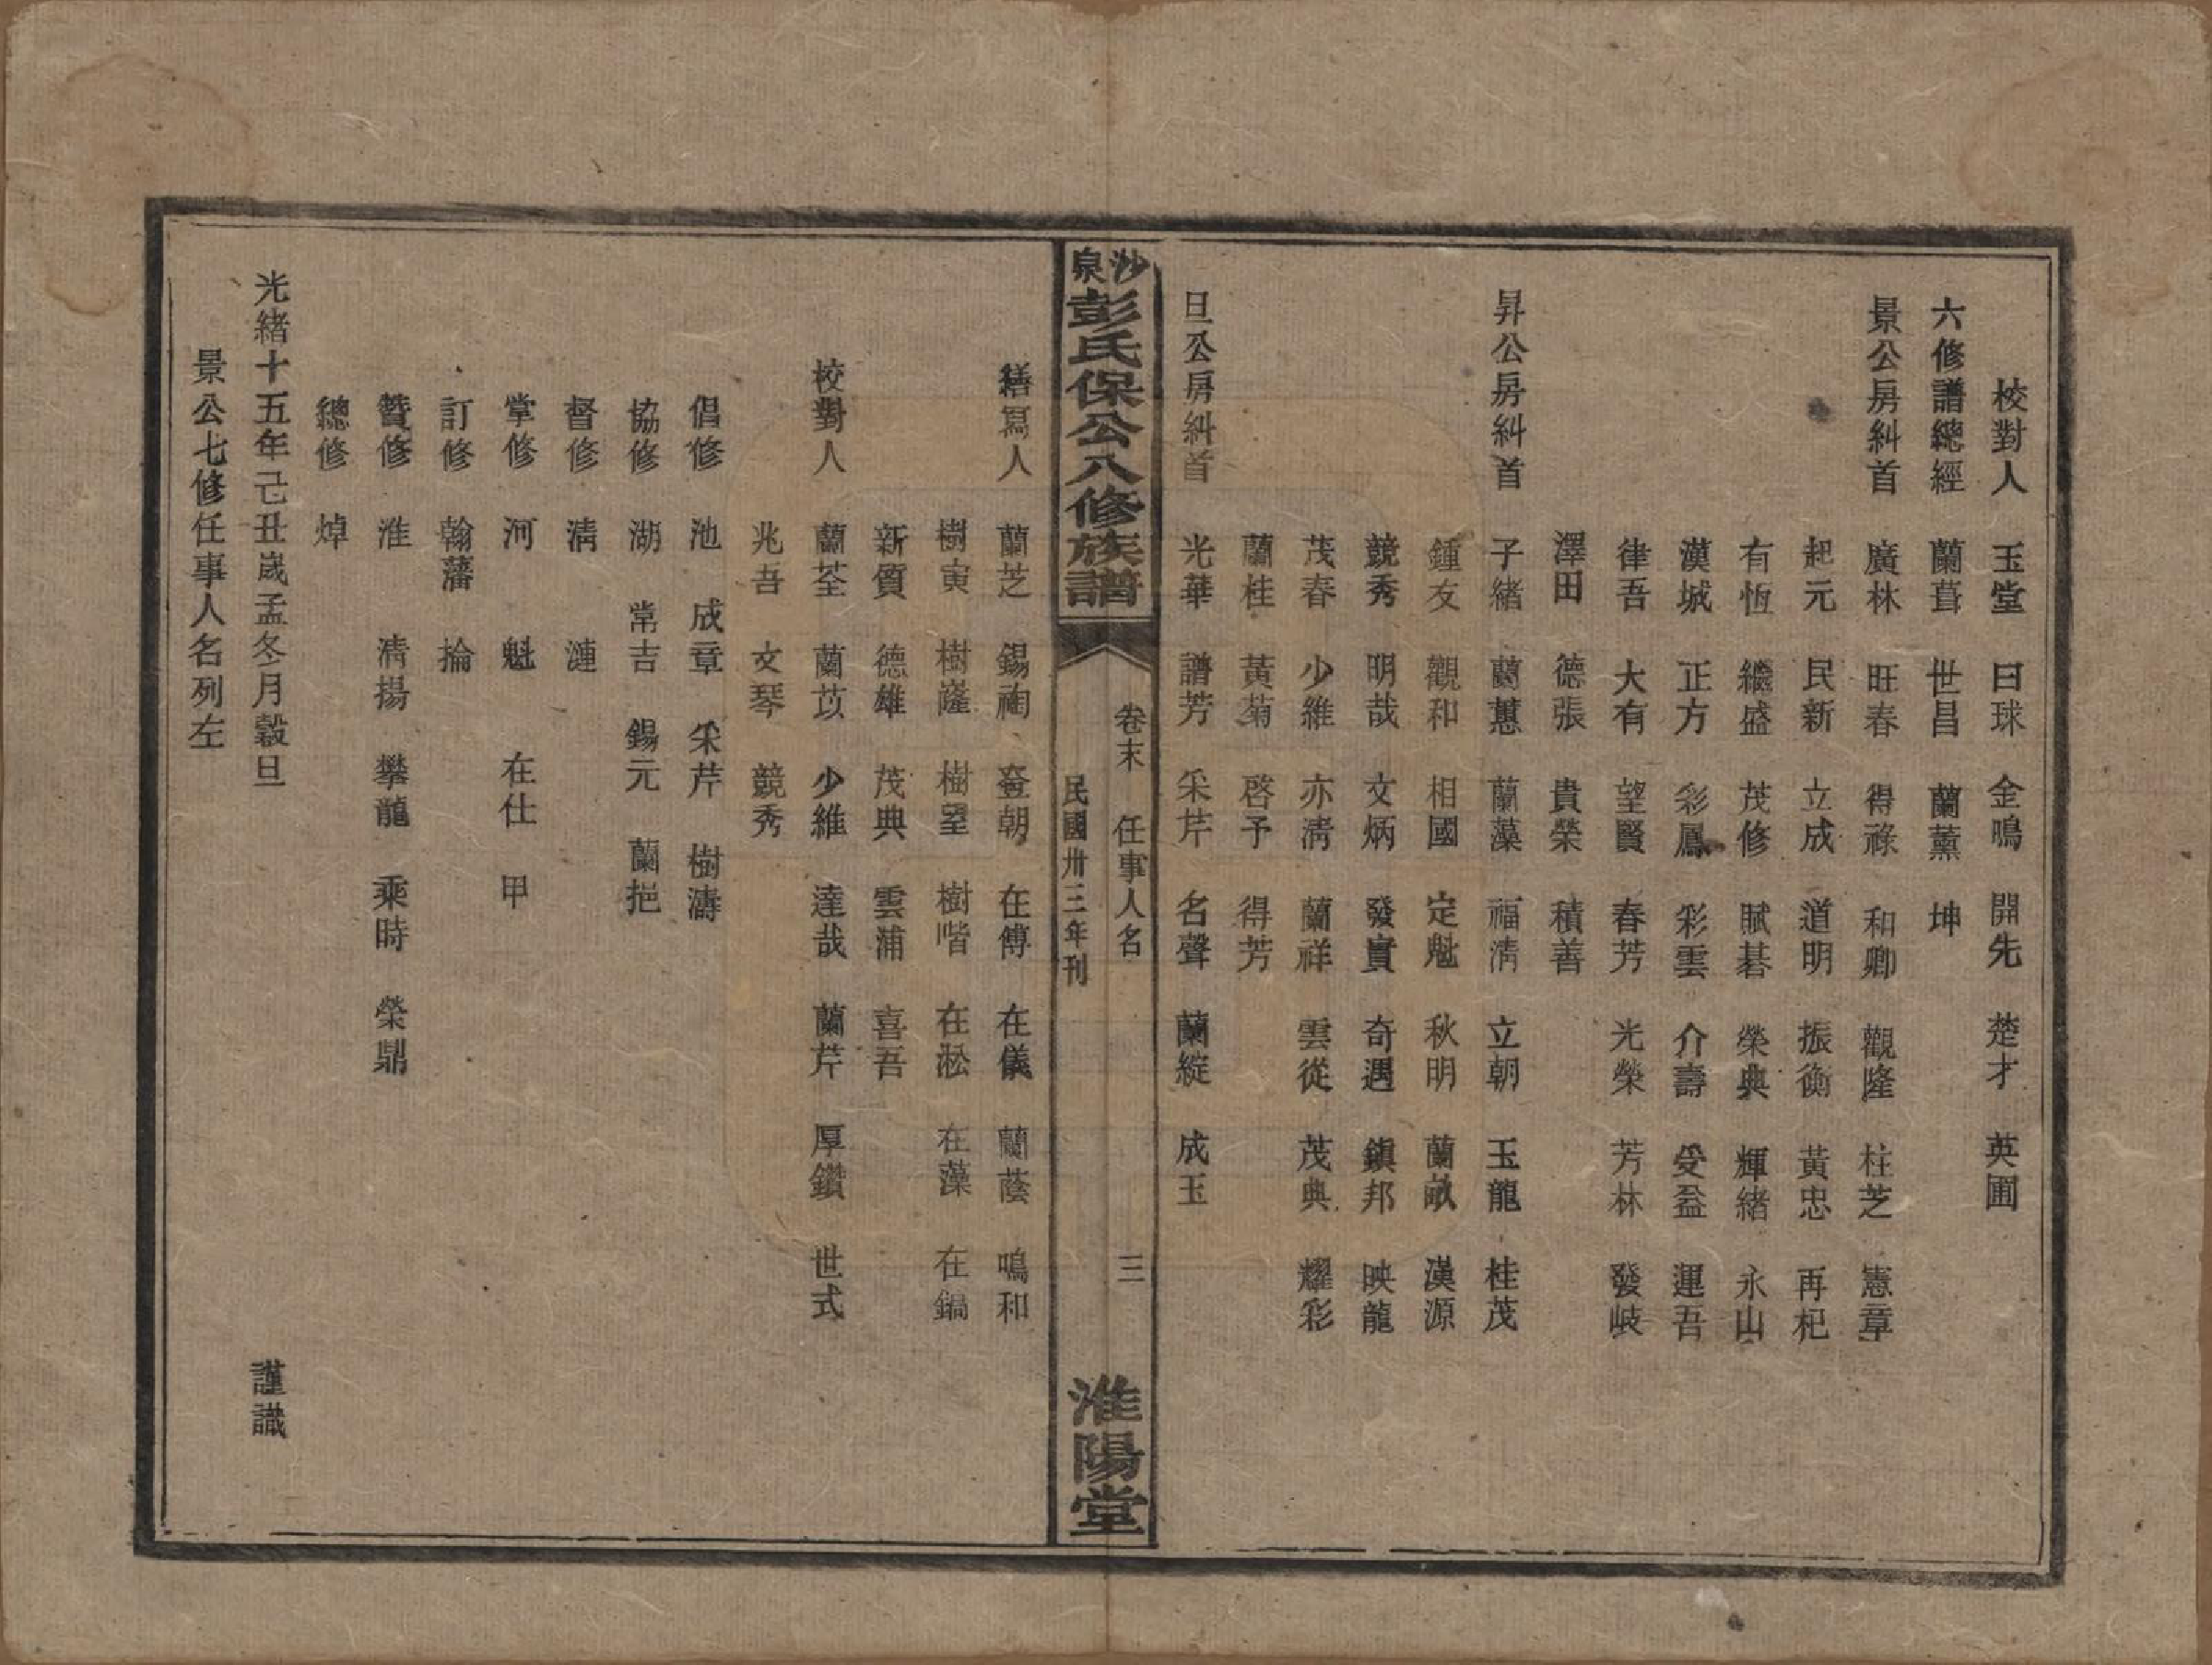 校對人 玉堂 曰球 金鳴 開先 楚才 英圃
六修譜總經 蘭葺 世昌 蘭薰 坤
景公房糾首 廣林 旺春 得祿 和卿 觀隆 柱芝 憲章
起元 民新 立成 道明 振衡 黃忠 再杞
有恆 繼盛 茂修 賦碁 榮典 輝緒 永山
漢城 正方 彩鳳 彩雲 介壽 受益 運吾
律吾 大有 望賢 春芳 光榮 芳林 發岐
澤田 德張 貴榮 積善
昇公房糾首 子緒 蘭蕙 蘭藻 福清 立朝 玉龍 桂茂
鍾友 觀和 相國 定魁 秋明 蘭畝 漢源
競秀 明哉 文炳 發實 奇遇 鎮邦 映龍
茂春 少維 亦清 蘭祥 雲從 茂典 耀彩
蘭桂 黃菊 啓予 得芳
旦公房糾首 光華 譜芳 采芹 名聲 蘭綻 成玉
沙泉彭氏保公八修族譜 卷末 任事人名 三 淮陽堂
民國卅三年刊
繕寫人 蘭芝 錫祹 登朝 在傅 在儀 蘭蔭 鳴和
樹寅 樹薩 樹望 樹喈 在淞 在藻 在鍋
新質 德雄 茂典 雲浦 喜吾
校對人 蘭荃 蘭苡 少維 達哉 蘭芹 厚鑽 世式
兆吾 文琴 競秀
倡修 池 成章 采芹 樹濤
協修 湖 常吉 錫元 蘭挹
督修 清 漣
掌修 河 魁 在仕 甲
訂修 翰藩 掄
贊修 淮 清揚 攀龍 乘時 榮鼎
總修 焯
光緒十五年己丑歲孟冬月穀旦 謹識
景公七修任事人名列左